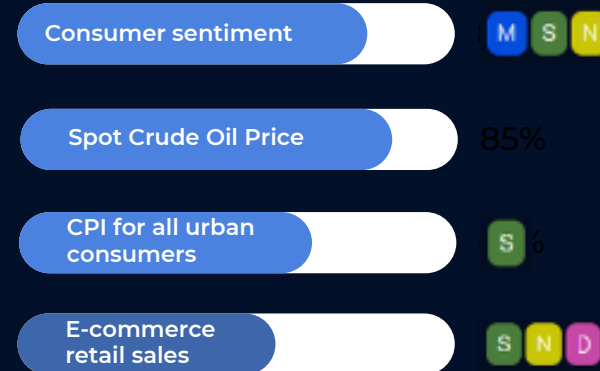 Consumer sentiment
M S N
Spot Crude Oil Price
85%
CPI for all urban
consumers
S %
E-commerce
retail sales
S N D